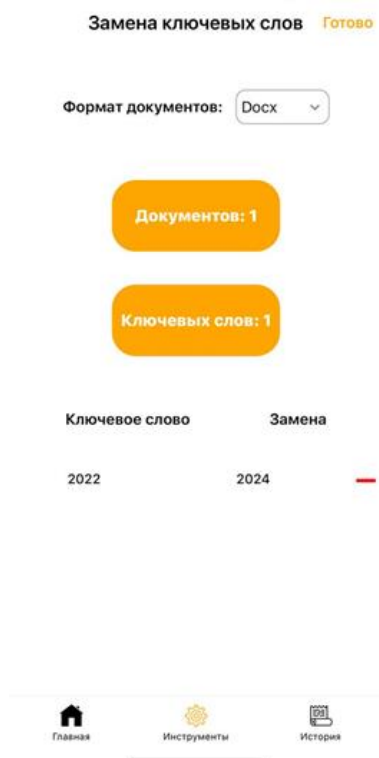 Замена ключевых слов Готово
Формат документов: Docx
Документов: 1
Ключевых слов: 1
Ключевое слово Замена
2022 2024
Главная Инструменты История